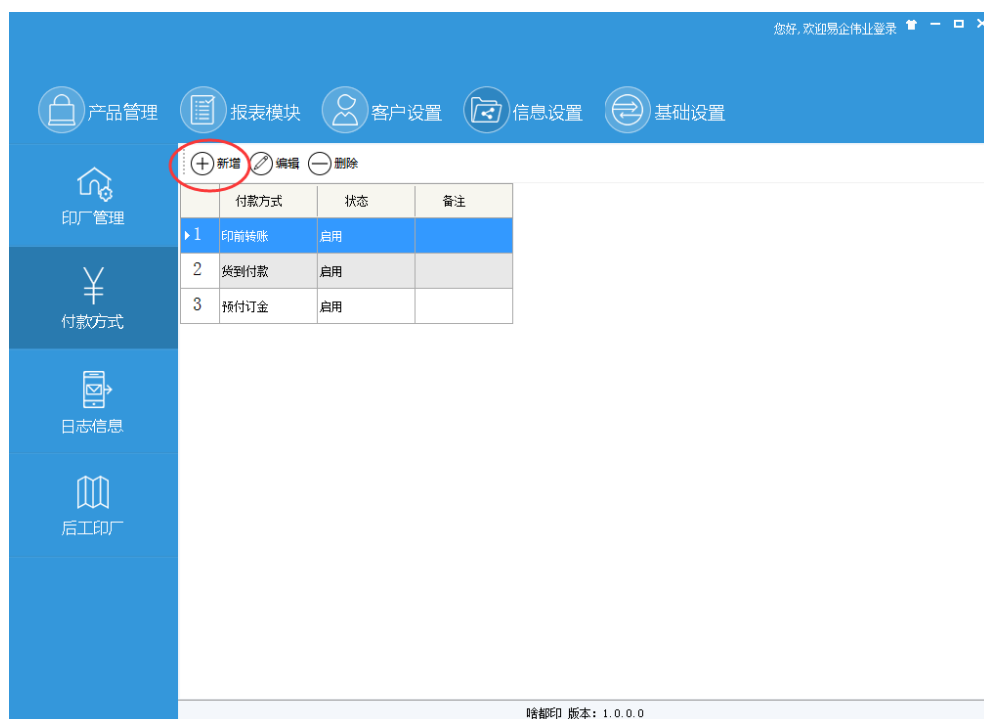 您好,欢迎易企伟业登录
产品管理 报表模块 客户设置 信息设置 基础设置
新增 编辑 删除
付款方式 状态 备注
1 印前转账 启用
2 货到付款 启用
3 预付订金 启用
印厂管理
付款方式
日志信息
后工印厂
啥都印 版本: 1.0.0.0